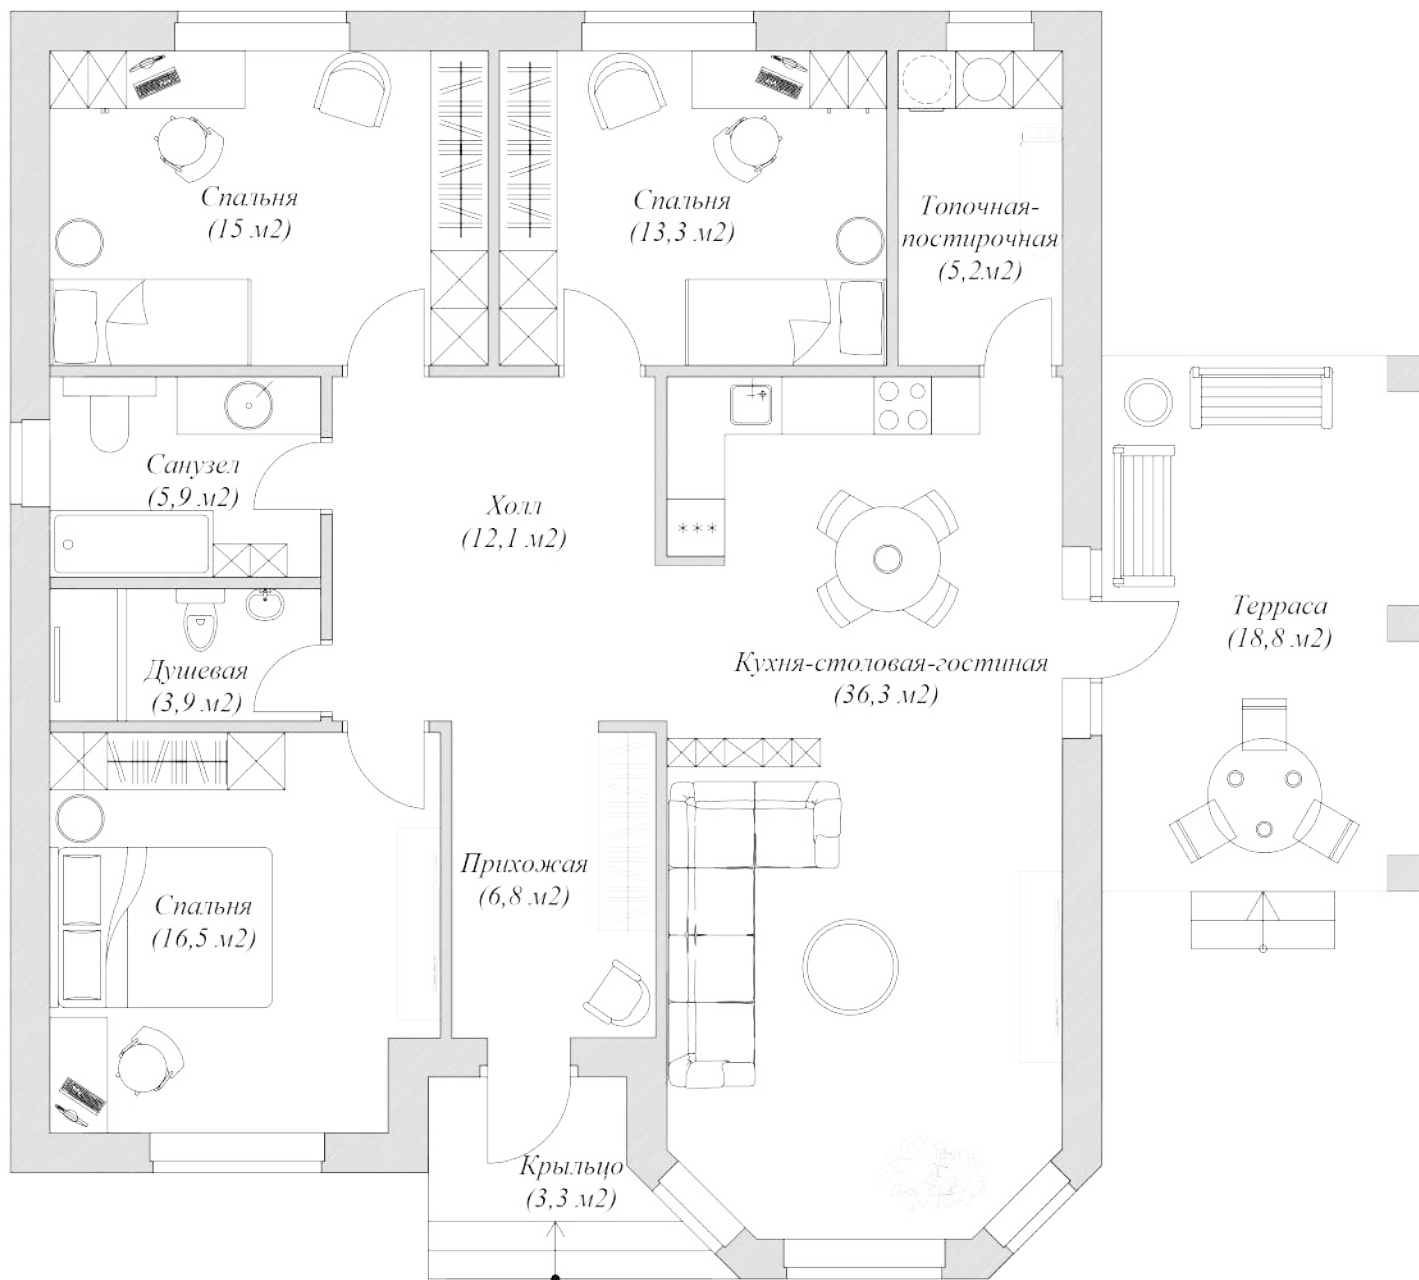 Спальня
(15 м2)
Спальня
(13,3 м2)
Топочная-
постирочная
(5,2м2)
Санузел
(5,9 м2)
Холл
(12,1 м2)
Терраса
(18,8 м2)
Душевая
(3,9 м2)
Кухня-столовая-гостиная
(36,3 м2)
Прихожая
(6,8 м2)
Спальня
(16,5 м2)
Крыльцо
(3,3 м2)